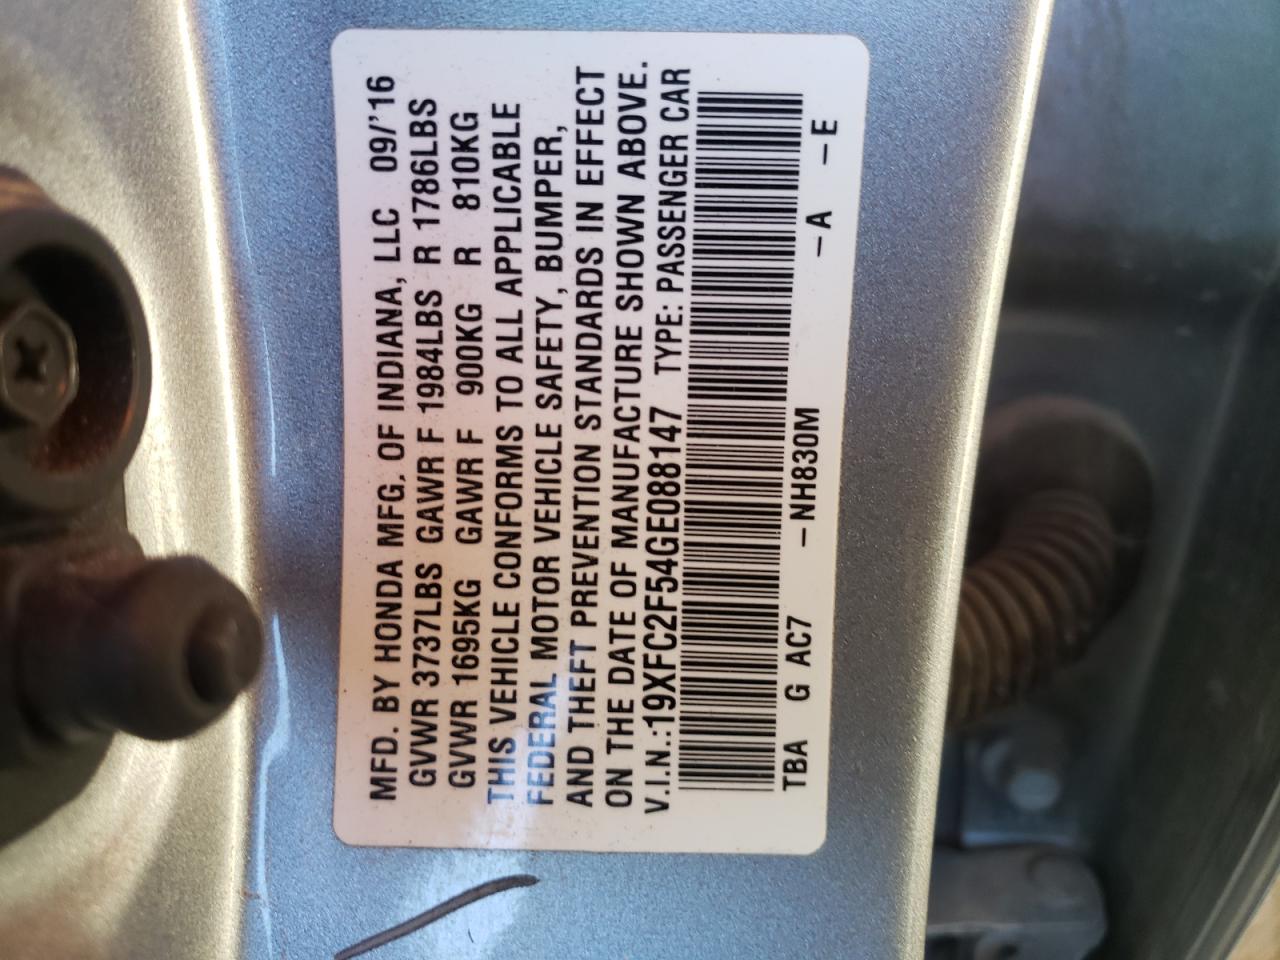 MFD. BY HONDA MFG. OF INDIANA, LLC 09/'16
GVWR 3737LBS GAWR F 1984LBS R 1786LBS
GVWR 1695KG GAWR F 900KG R 810KG
THIS VEHICLE CONFORMS TO ALL APPLICABLE
FEDERAL MOTOR VEHICLE SAFETY, BUMPER,
AND THEFT PREVENTION STANDARDS IN EFFECT
ON THE DATE OF MANUFACTURE SHOWN ABOVE.
V.I.N.:19XFC2F54GE088147 TYPE: PASSENGER CAR
TBA G AC7 –NH830M –A –E